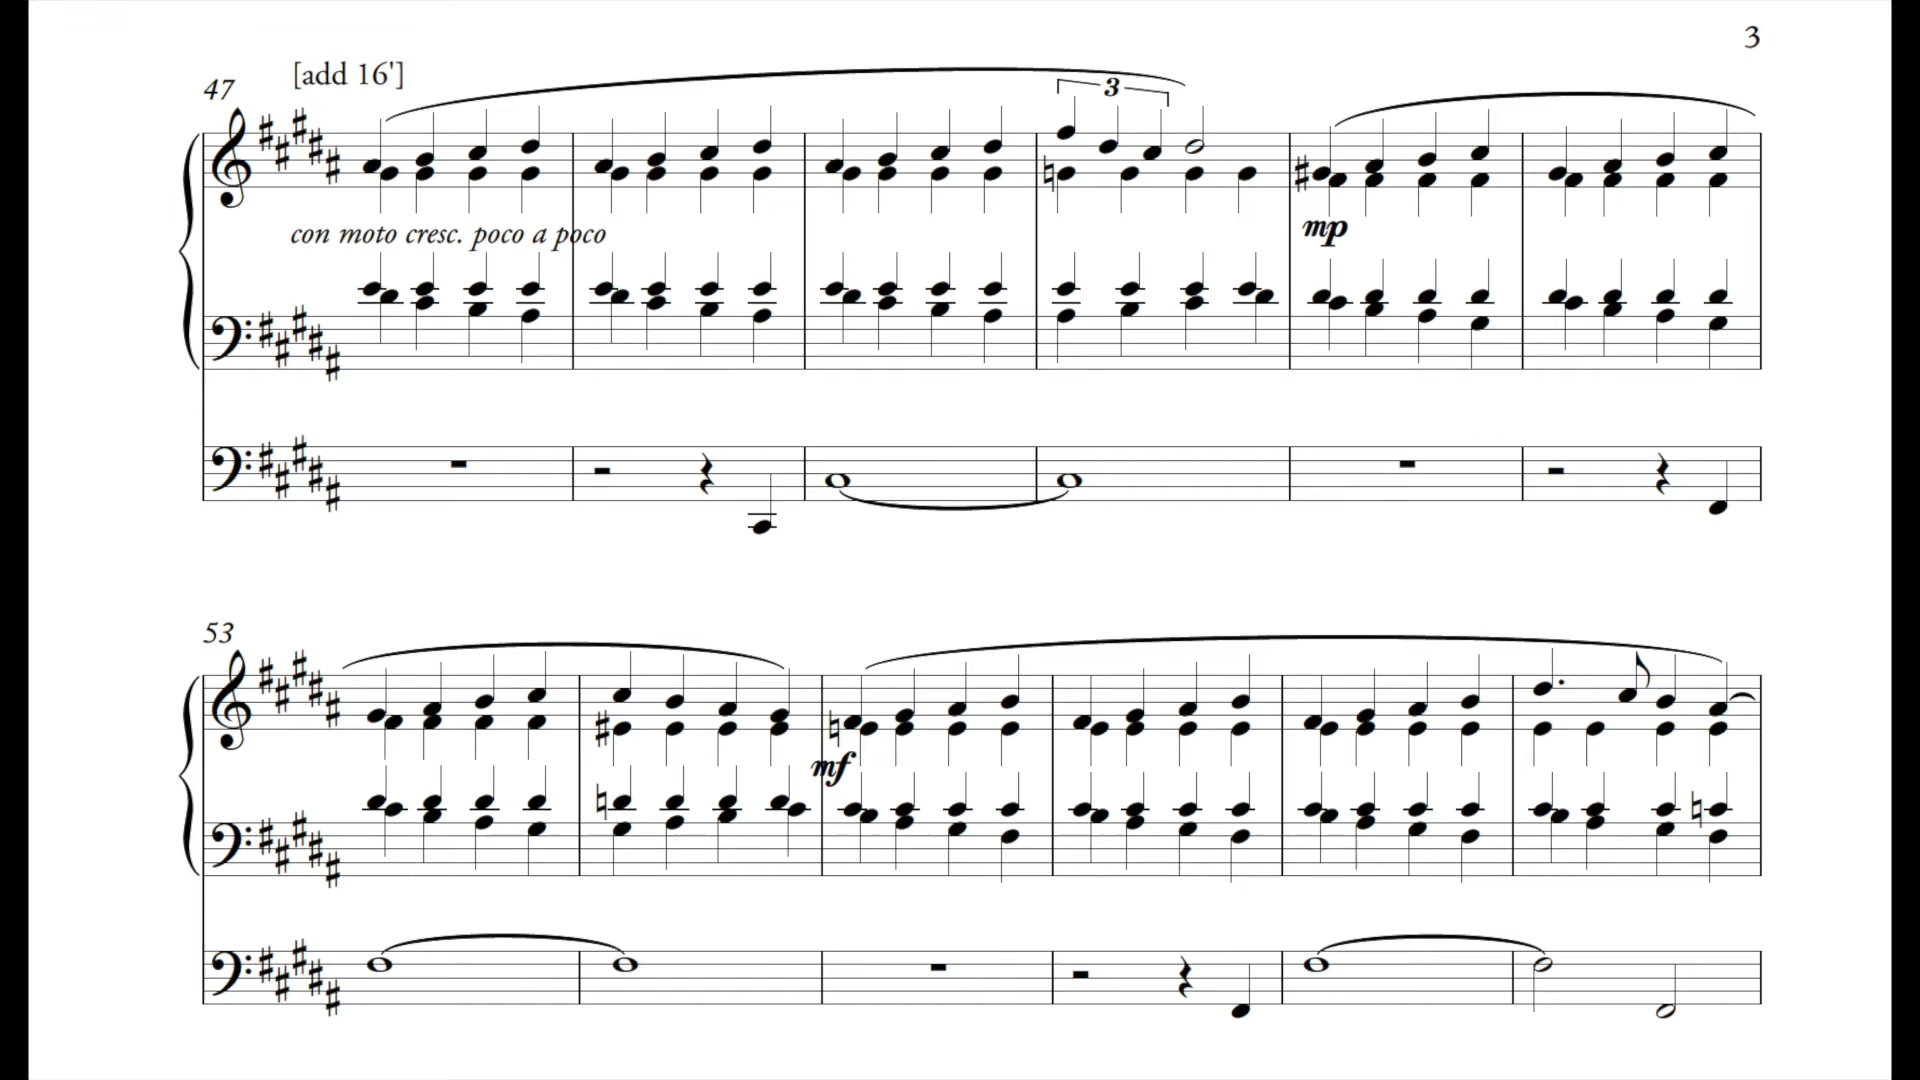 3
47
[add 16']
3
con moto cresc. poco a poco
mp
53
mf